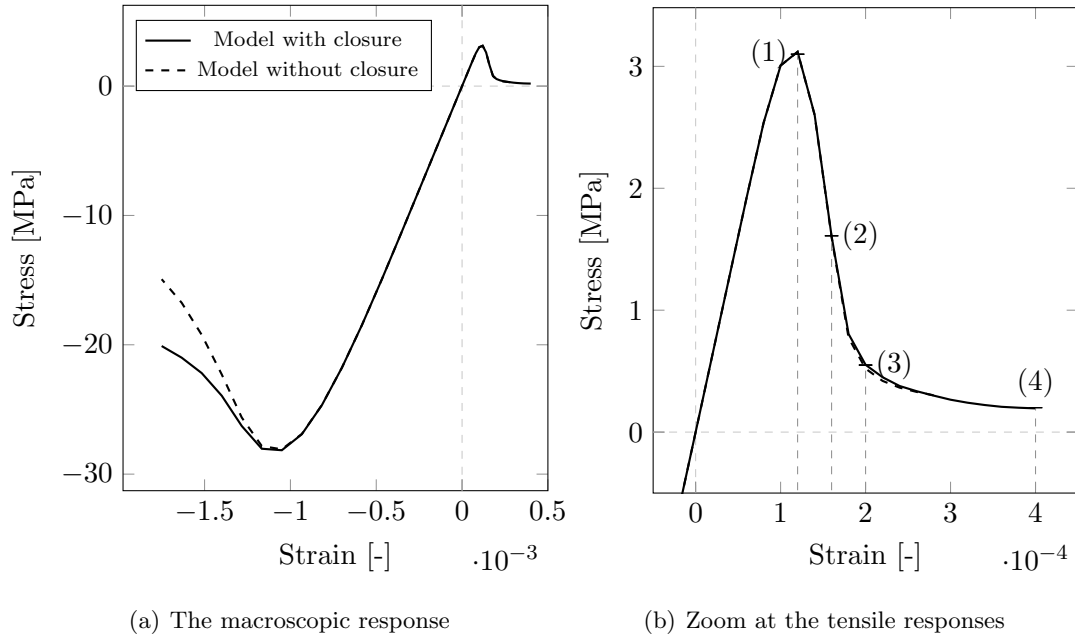 Model with closure
Model without closure
0
−10
−20
−30
Stress [MPa]
−1.5 −1 −0.5 0 0.5
Strain [-]
·10⁻³
(a) The macroscopic response
3
2
1
0
Stress [MPa]
(1)
(2)
(3)
(4)
0 1 2 3 4
Strain [-]
·10⁻⁴
(b) Zoom at the tensile responses